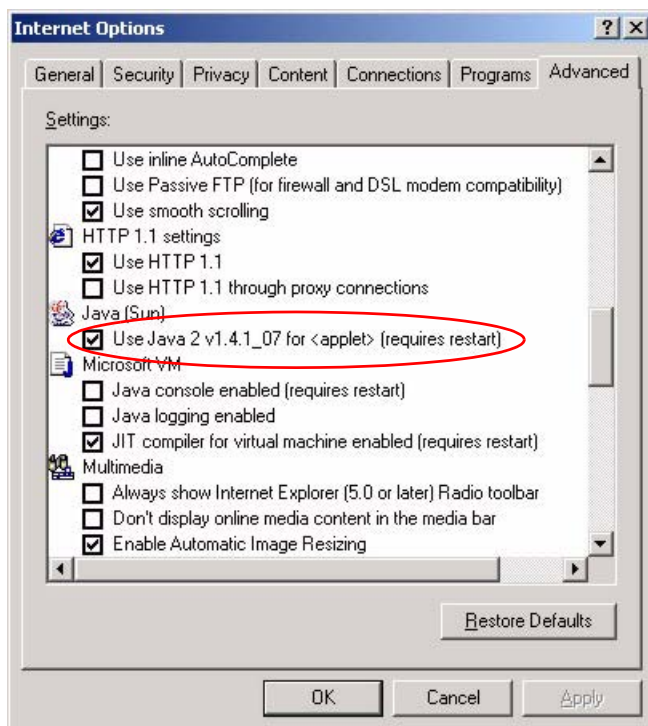 Internet Options
General Security Privacy Content Connections Programs Advanced
Settings:
Use inline AutoComplete
Use Passive FTP (for firewall and DSL modem compatibility)
Use smooth scrolling
HTTP 1.1 settings
Use HTTP 1.1
Use HTTP 1.1 through proxy connections
Java (Sun)
Use Java 2 v1.4.1_07 for <applet> (requires restart)
Microsoft VM
Java console enabled (requires restart)
Java logging enabled
JIT compiler for virtual machine enabled (requires restart)
Multimedia
Always show Internet Explorer (5.0 or later) Radio toolbar
Don't display online media content in the media bar
Enable Automatic Image Resizing
Restore Defaults
OK Cancel Apply